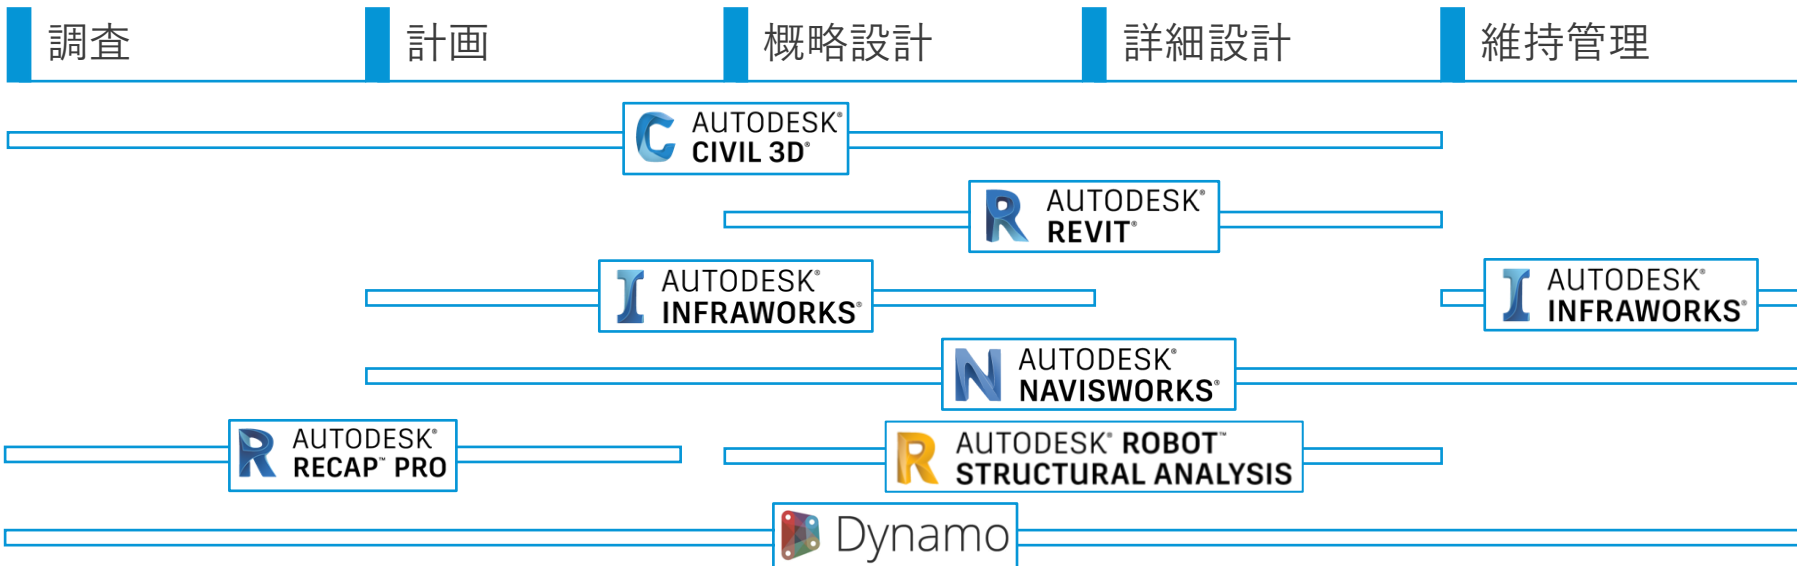 調査
計画
概略設計
詳細設計
維持管理
AUTODESK®
CIVIL 3D®
AUTODESK®
REVIT®
AUTODESK®
INFRAWORKS®
AUTODESK®
INFRAWORKS®
AUTODESK®
NAVISWORKS®
AUTODESK®
RECAP™ PRO
AUTODESK® ROBOT™
STRUCTURAL ANALYSIS
Dynamo